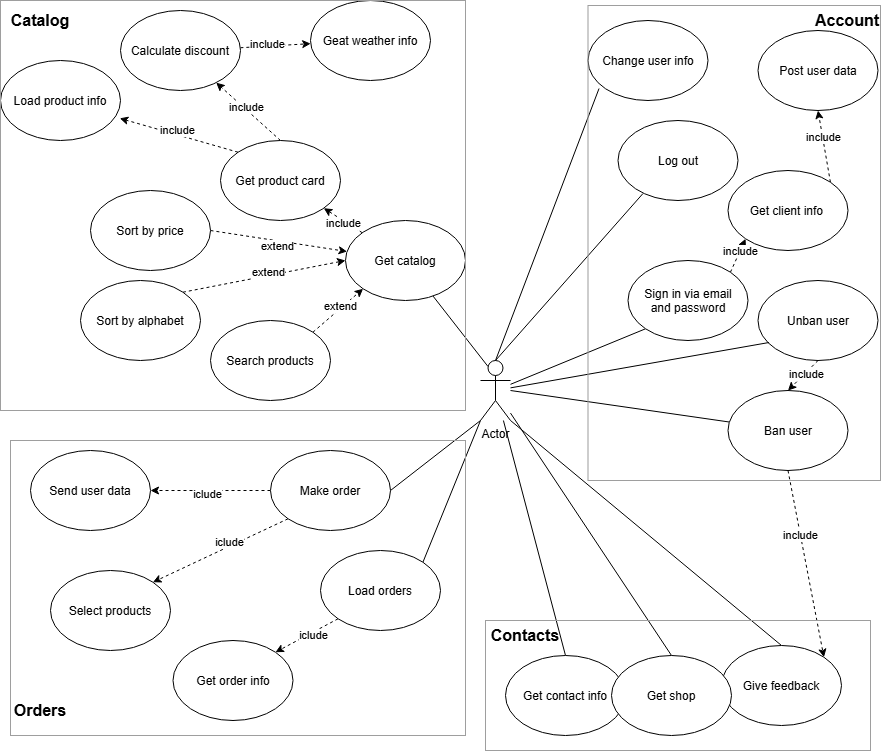 Catalog
Calculate discount
include
Geat weather info
Load product info
include
include
Get product card
Sort by price
include
extend
Get catalog
extend
Sort by alphabet
extend
Search products
Account
Change user info
Post user data
include
Log out
Get client info
include
Sign in via email
and password
Unban user
include
Ban user
Actor
include
Send user data
iclude
Make order
iclude
Select products
Load orders
iclude
Get order info
Orders
Contacts
Get contact info
Get shop
Give feedback